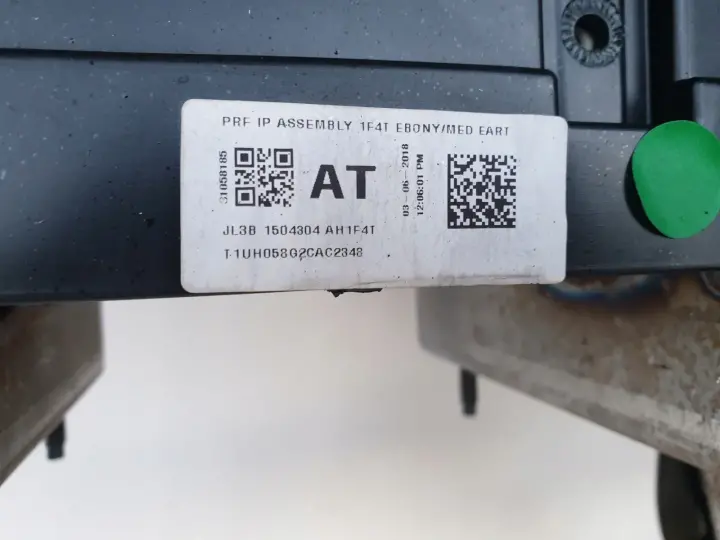 PRF IP ASSEMBLY 1F4T EBONY/MED EART
31058185
AT
03-06-2018
12:06:01 PM
JL3B 1504304 AH1F4T
T1UH058G2CAC2348